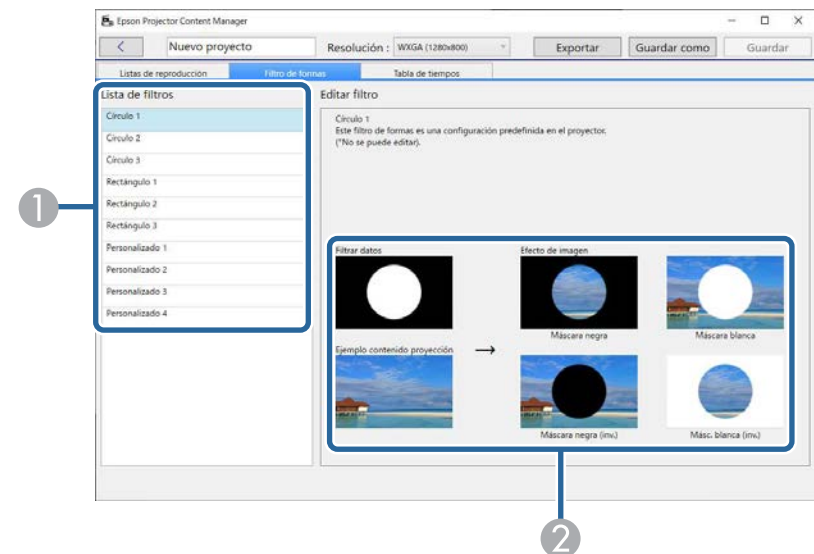 Epson Projector Content Manager
Nuevo proyecto Resolución : WXGA (1280x800) Exportar Guardar como Guardar
Listas de reproducción Filtro de formas Tabla de tiempos
Lista de filtros
Círculo 1
Círculo 2
Círculo 3
Rectángulo 1
Rectángulo 2
Rectángulo 3
Personalizado 1
Personalizado 2
Personalizado 3
Personalizado 4
1
Editar filtro
Círculo 1
Este filtro de formas es una configuración predefinida en el proyector.
(*No se puede editar).
Filtrar datos Efecto de imagen
Máscara negra Máscara blanca
Ejemplo contenido proyección →
Máscara negra (inv.) Másc. blanca (inv.)
2